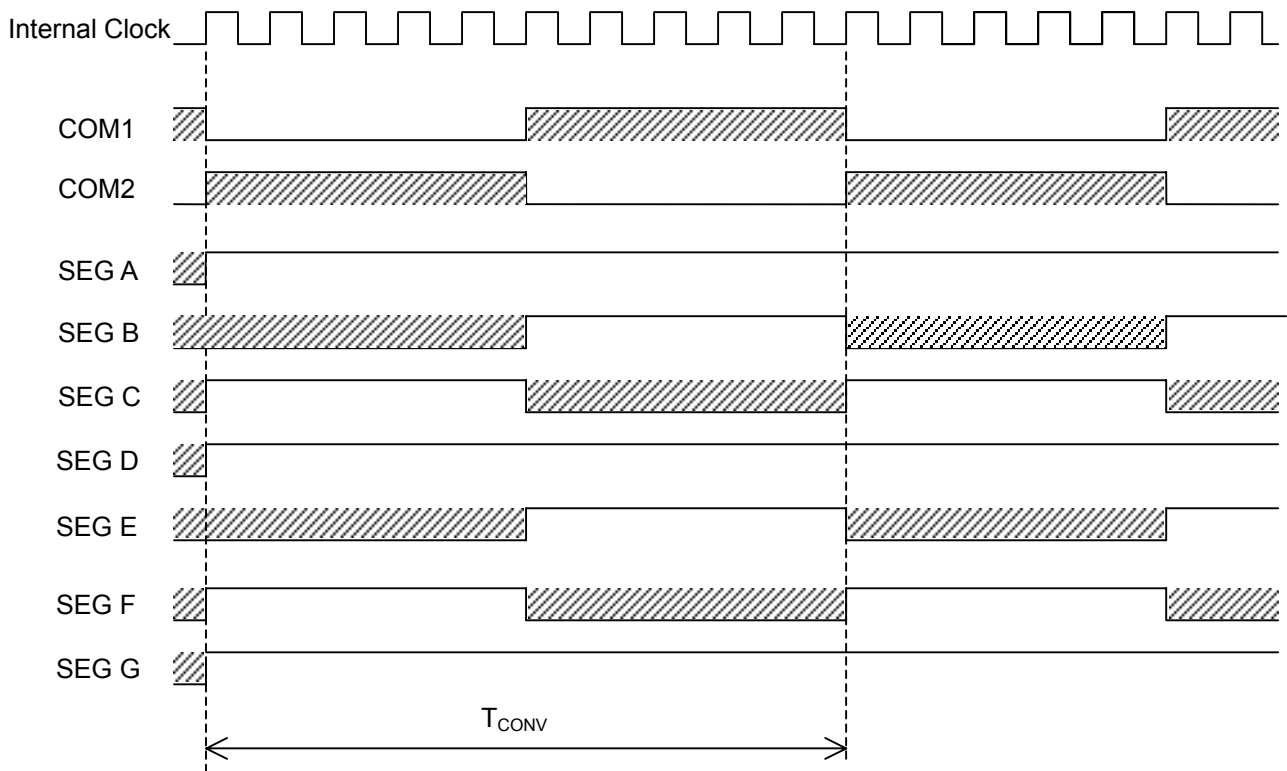 Internal Clock
COM1
COM2
SEG A
SEG B
SEG C
SEG D
SEG E
SEG F
SEG G
TCONV